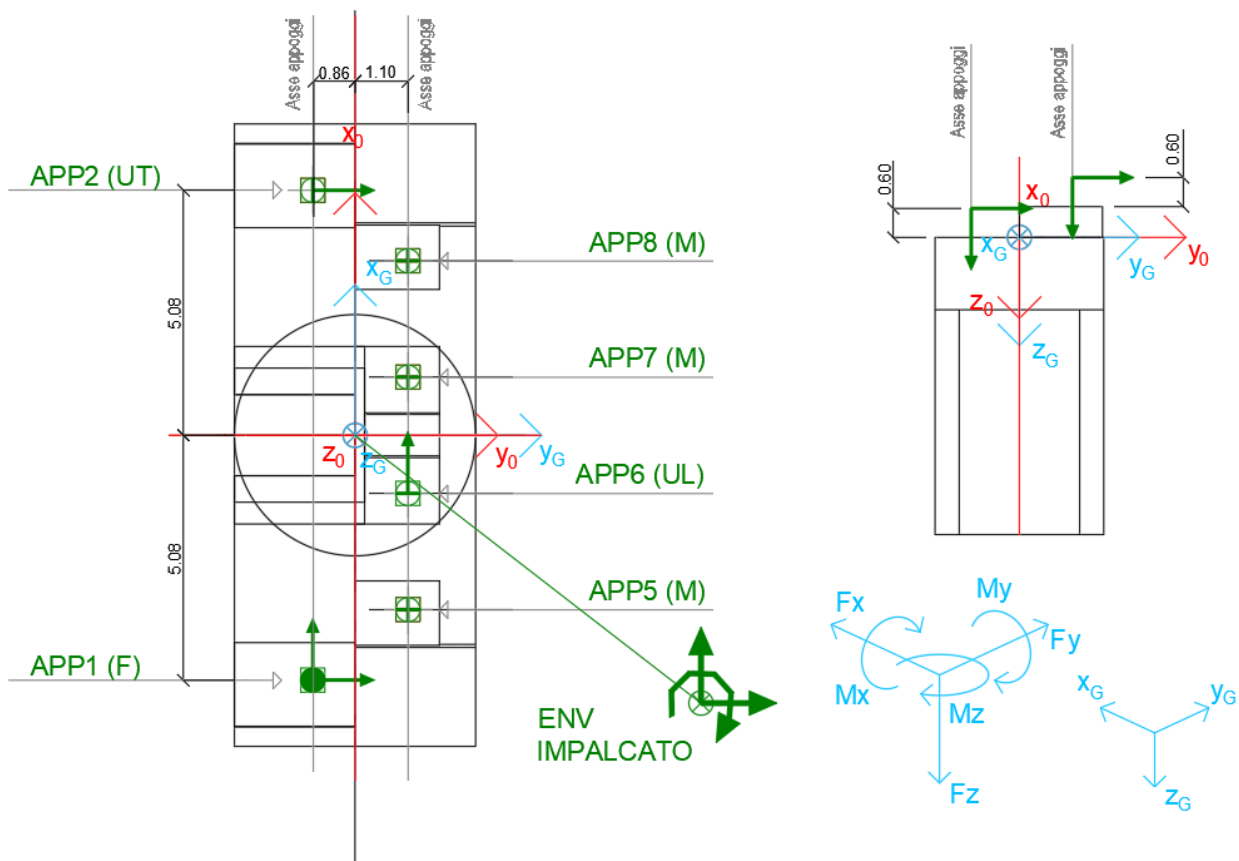 Asse appoggi
Asse appoggi
0.86
1.10
x0
APP2 (UT)
APP8 (M)
xG
5.08
APP7 (M)
z0
zG
y0
yG
APP6 (UL)
5.08
APP5 (M)
APP1 (F)
ENV
IMPALCATO
Asse appoggi
Asse appoggi
0.60
0.60
x0
xG
yG
y0
z0
zG
Fx
My
Fy
Mx
Mz
Fz
xG
yG
zG